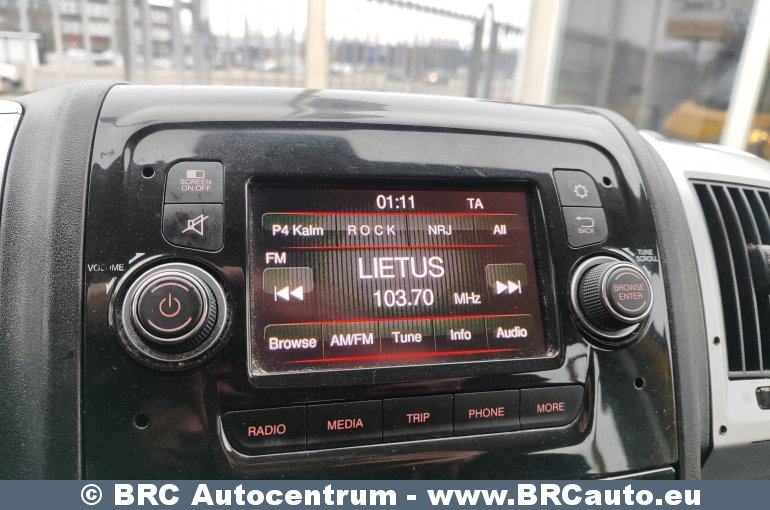 SCREEN
ON/OFF
01:11 TA
P4 Kalm R O C K NRJ All
BACK
FM
LIETUS
103.70 MHz
VOLUME
TUNE
SCROLL
BROWSE
ENTER
Browse AM/FM Tune Info Audio
RADIO MEDIA TRIP PHONE MORE
© BRC Autocentrum - www.BRCauto.eu